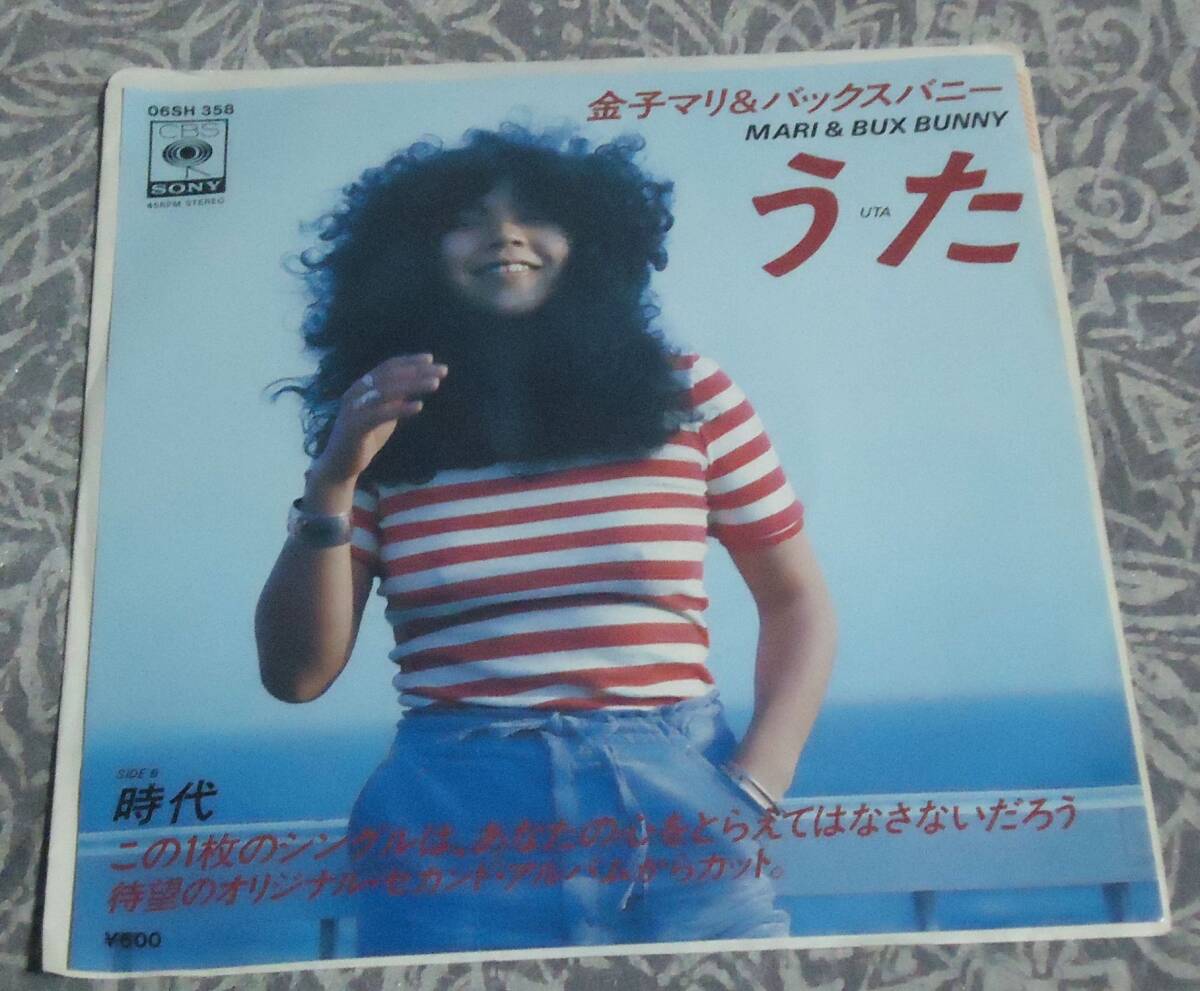 06SH 358
CBS
SONY
45RPM STEREO
金子マリ&バックスバニー
MARI & BUX BUNNY
うた
UTA
SIDE B
時代
この1枚のシングルは、あなたの心をとらえてはなさないだろう
待望のオリジナル・セカンド・アルバムからカット。
¥600